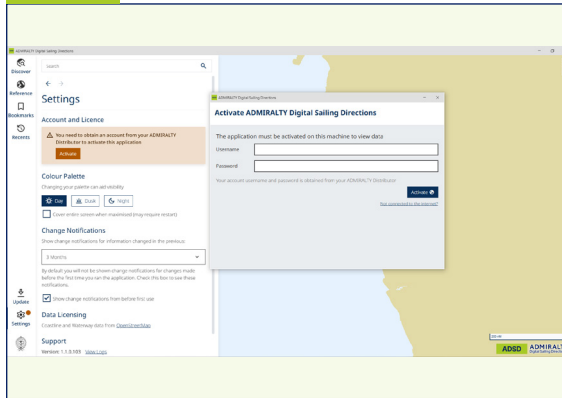 ADMIRALTY Digital Sailing Directions
Discover
Reference
Bookmarks
Recents
Update
Settings
Search
Settings
Account and Licence
You need to obtain an account from your ADMIRALTY
Distributor to activate this application
Activate
Colour Palette
Changing your palette can aid visibility
Day
Dusk
Night
Cover entire screen when maximised (may require restart)
Change Notifications
Show change notifications for information changed in the previous
3 Months
By default you will not be shown change notifications for changes made
before the first time you ran the application. Check this box to see these
notifications.
Show change notifications from before first use
Data Licensing
Coastline and Waterway data from OpenStreetMap
Support
Version: 1.1.0.103 View Logs
ADMIRALTY Digital Sailing Directions
Activate ADMIRALTY Digital Sailing Directions
The application must be activated on this machine to view data
Username
Password
Your account username and password is obtained from your ADMIRALTY Distributor
Activate
Not connected to the internet?
ADSD
ADMIRALT
Digital Sailing Directi